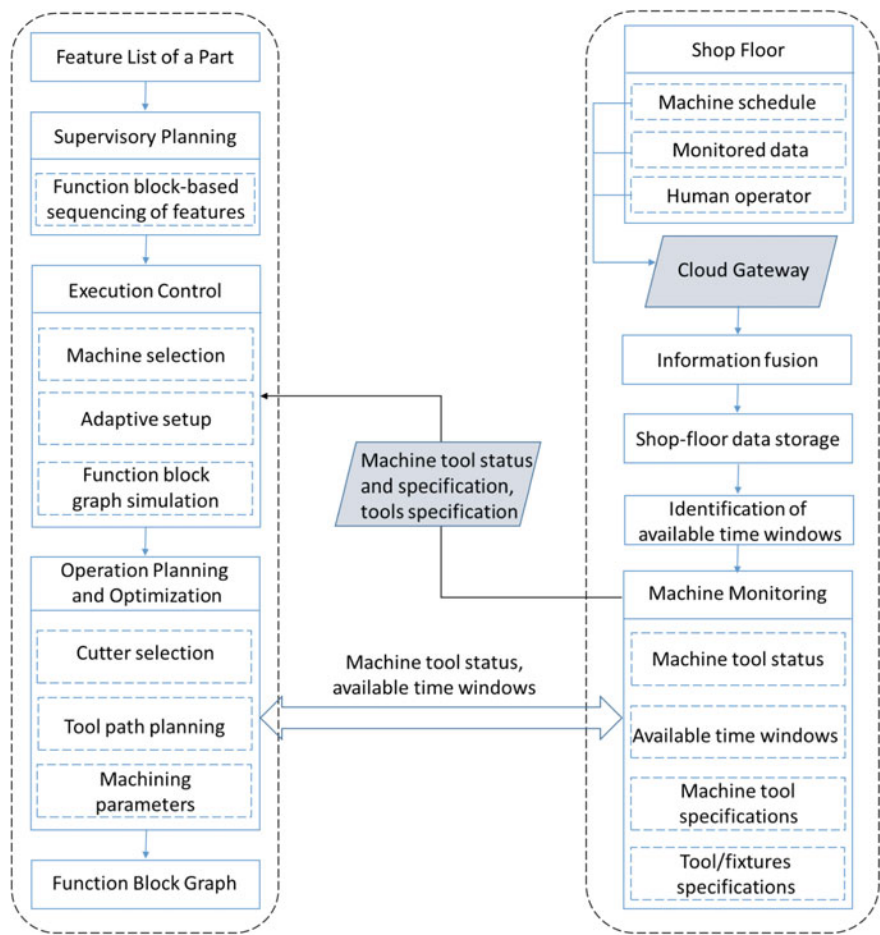 Feature List of a Part
Supervisory Planning
Function block-based
sequencing of features
Execution Control
Machine selection
Adaptive setup
Function block
graph simulation
Operation Planning
and Optimization
Cutter selection
Tool path planning
Machining
parameters
Function Block Graph
Machine tool status
and specification,
tools specification
Machine tool status,
available time windows
Shop Floor
Machine schedule
Monitored data
Human operator
Cloud Gateway
Information fusion
Shop-floor data storage
Identification of
available time windows
Machine Monitoring
Machine tool status
Available time windows
Machine tool
specifications
Tool/fixtures
specifications